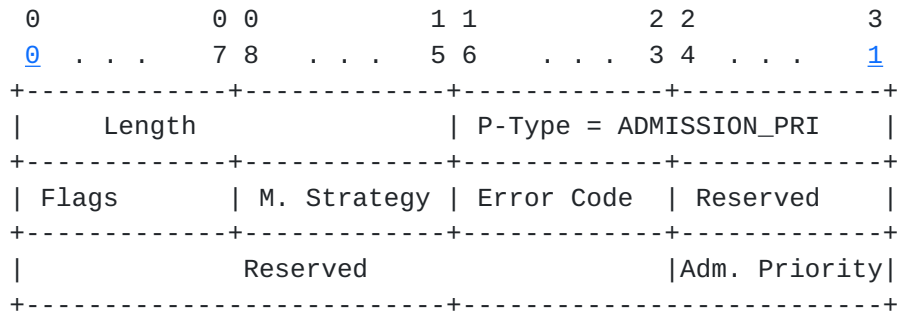 0           0 0           1 1           2 2           3
 0  . . .    7 8   . . .   5 6    . . .  3 4  . . .    1
+-------------+-------------+-------------+-------------+
|     Length                | P-Type = ADMISSION_PRI    |
+-------------+-------------+-------------+-------------+
| Flags       | M. Strategy | Error Code  | Reserved    |
+-------------+-------------+-------------+-------------+
|              Reserved                   |Adm. Priority|
+---------------------------+---------------------------+